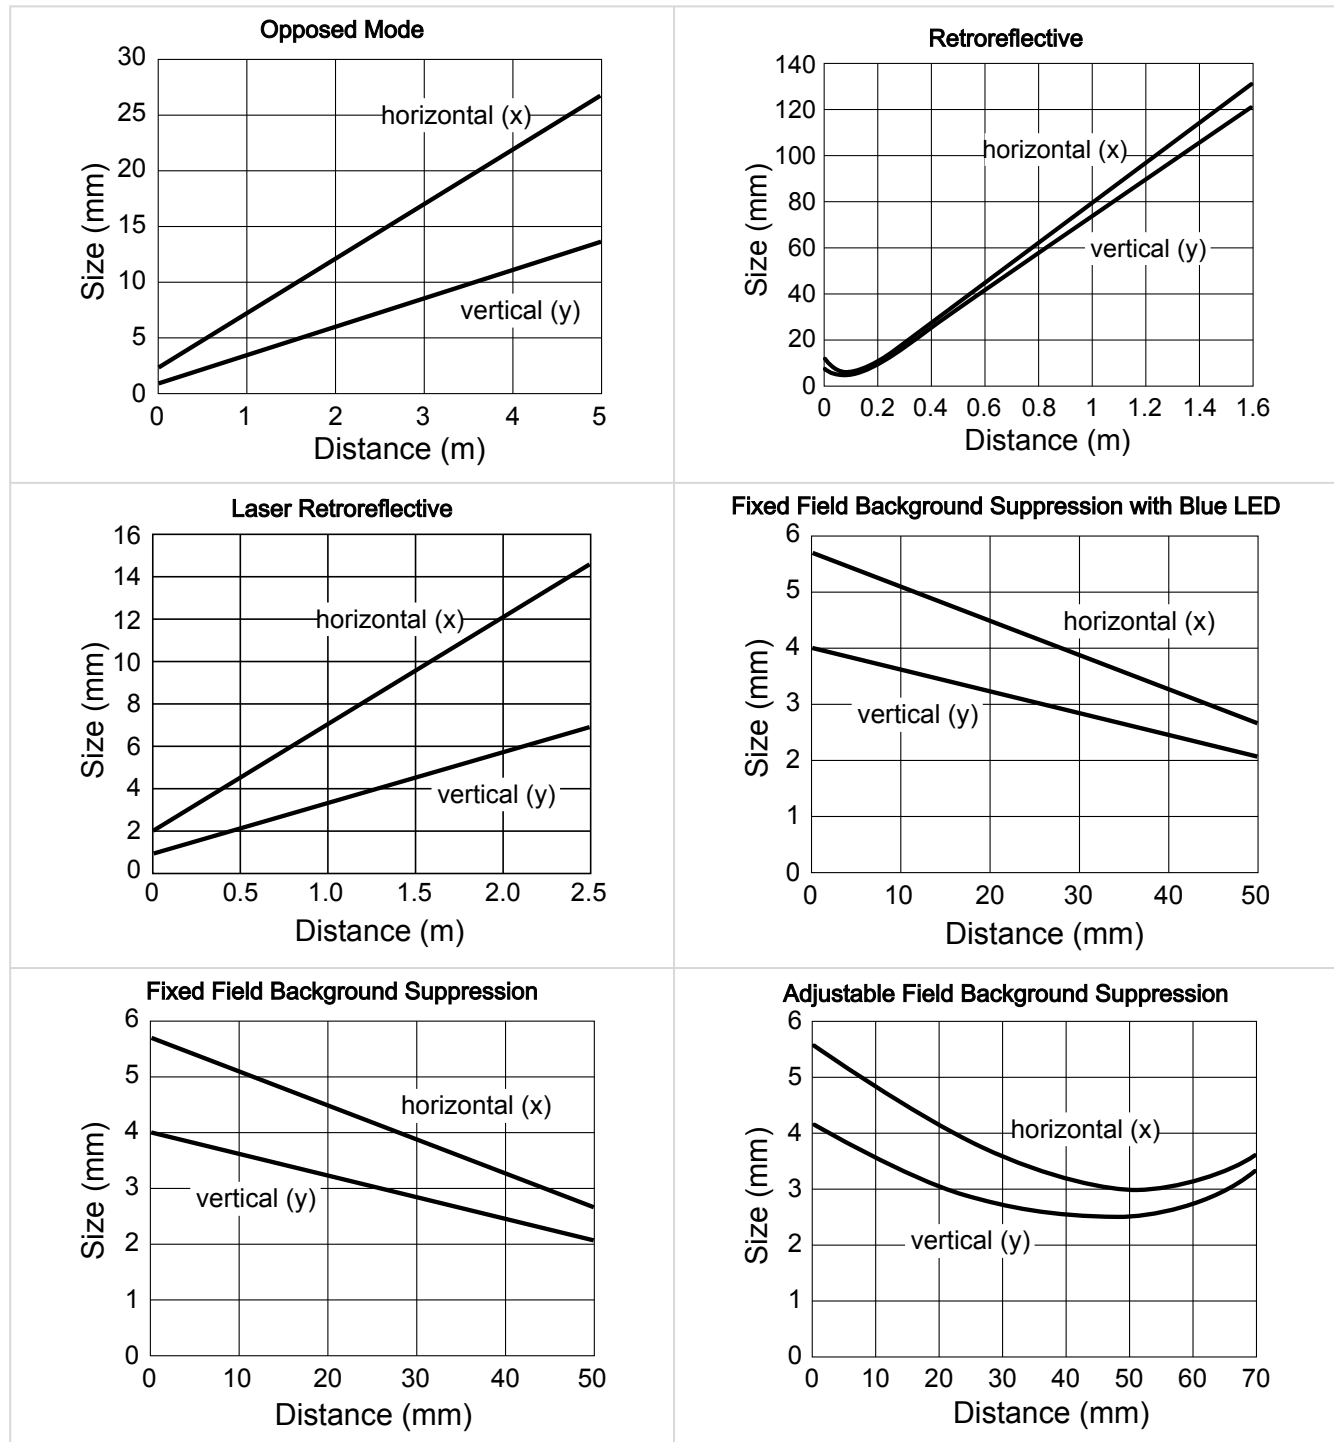 Opposed Mode
30
25
20
15
10
5
0
horizontal (x)
vertical (y)
Size (mm)
0 1 2 3 4 5
Distance (m)
Retroreflective
140
120
100
80
60
40
20
0
horizontal (x)
vertical (y)
Size (mm)
0 0.2 0.4 0.6 0.8 1 1.2 1.4 1.6
Distance (m)
Laser Retroreflective
16
14
12
10
8
6
4
2
0
horizontal (x)
vertical (y)
Size (mm)
0 0.5 1.0 1.5 2.0 2.5
Distance (m)
Fixed Field Background Suppression with Blue LED
6
5
4
3
2
1
0
horizontal (x)
vertical (y)
Size (mm)
0 10 20 30 40 50
Distance (mm)
Fixed Field Background Suppression
6
5
4
3
2
1
0
horizontal (x)
vertical (y)
Size (mm)
0 10 20 30 40 50
Distance (mm)
Adjustable Field Background Suppression
6
5
4
3
2
1
0
horizontal (x)
vertical (y)
Size (mm)
0 10 20 30 40 50 60 70
Distance (mm)